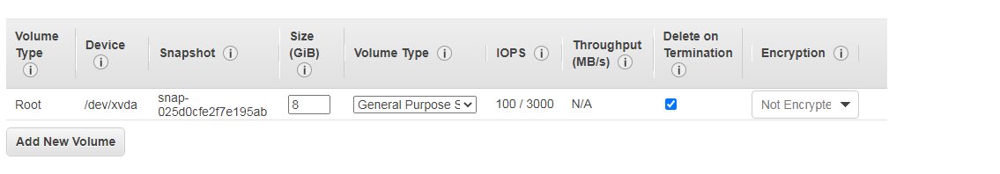 Volume Type
Device
Snapshot
Size (GiB)
Volume Type
IOPS
Throughput (MB/s)
Delete on Termination
Encryption
Root
/dev/xvda
snap-025d0cfe2f7e195ab
8
General Purpose S
100 / 3000
N/A
Not Encrypte
Add New Volume